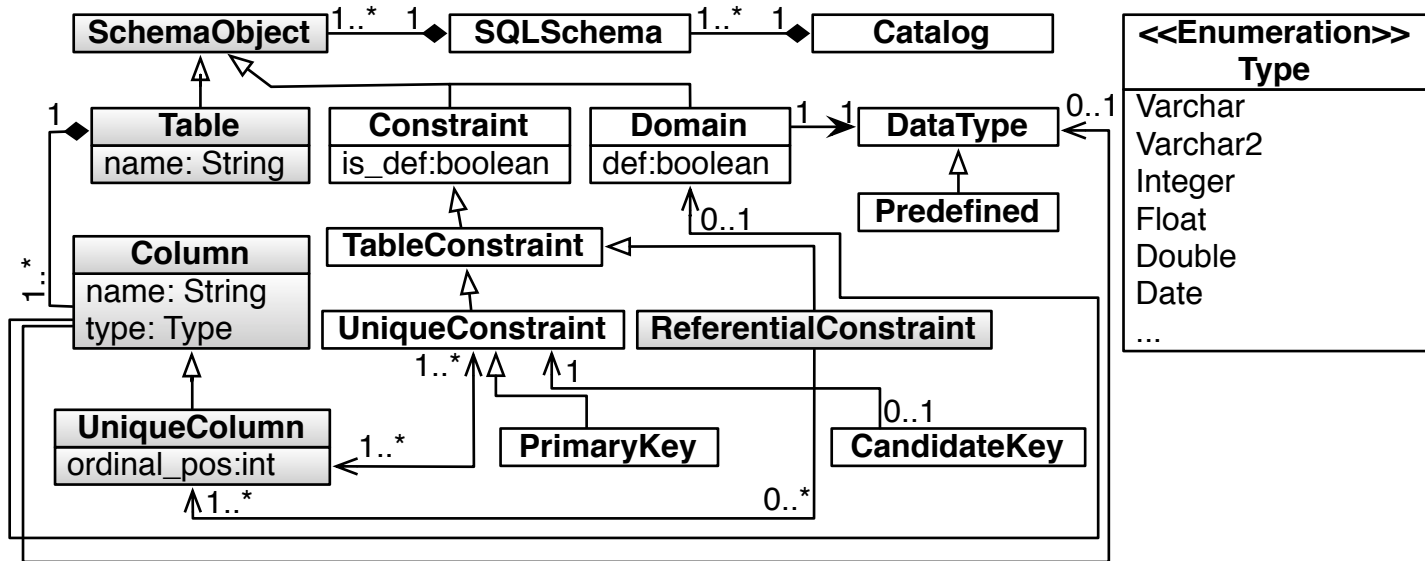 SchemaObject 1..* 1 SQLSchema 1..* 1 Catalog
<<Enumeration>>
Type
Varchar
Varchar2
Integer
Float
Double
Date
...
1
Table
name: String
Constraint
is_def:boolean
Domain
def:boolean
1 1
DataType
0..1
Predefined
0..1
TableConstraint
1..*
Column
name: String
type: Type
UniqueConstraint
ReferentialConstraint
1..*
1
0..1
UniqueColumn
ordinal_pos:int
1..*
PrimaryKey
CandidateKey
1..*
0..*